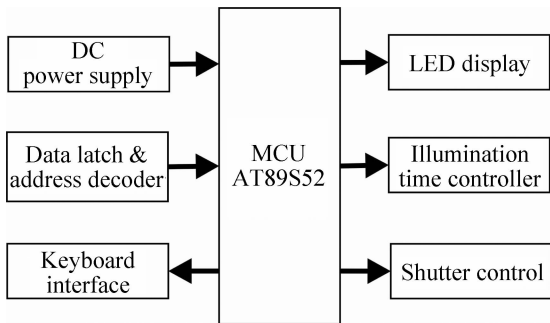 DC
power supply
Data latch &
address decoder
Keyboard
interface
MCU
AT89S52
LED display
Illumination
time controller
Shutter control